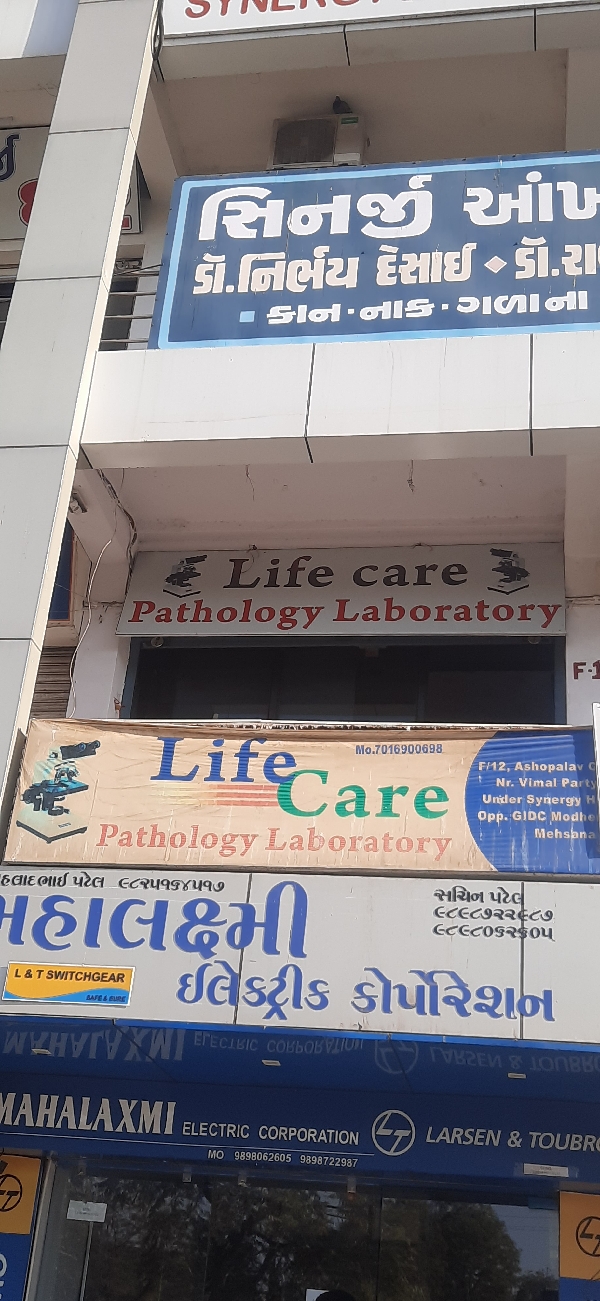 સિનર્જી આંખ
ડૉ.નિર્ભય દેસાઈ ◆ ડૉ.રા
કાન·નાક·ગળાના
Life care
Pathology Laboratory
Mo.7016900698
Life
Care
Pathology Laboratory
F/12, Ashopalav
Nr. Vimal Party
Under Synergy H
Opp. GIDC Modhe
Mehsana
હલાદભાઈ પટેલ ૯૮૨૫૧૬૪૫૧૭
મહાલક્ષ્મી
સચિન પટેલ
૯૮૯૮૭૨૨૯૮૭
૯૮૯૮૦૬૨૬૦૫
L & T SWITCHGEAR
SAFE & SURE
ઈલેક્ટ્રીક કોર્પોરેશન
MAHALAXMI ELECTRIC CORPORATION LT LARSEN & TOUBRO
MO 9898062605 9898722987